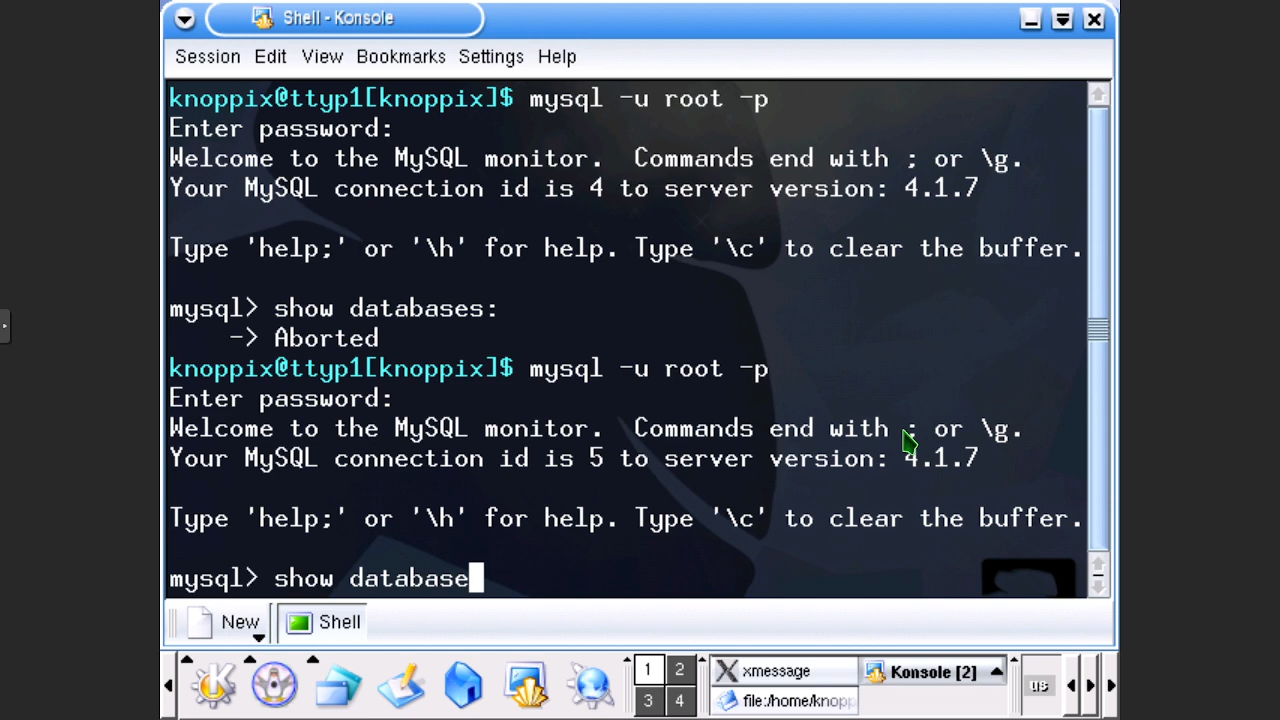 Shell - Konsole
Session Edit View Bookmarks Settings Help
knoppix@ttyp1[knoppix]$ mysql -u root -p
Enter password:
Welcome to the MySQL monitor.  Commands end with ; or \g.
Your MySQL connection id is 4 to server version: 4.1.7
Type 'help;' or '\h' for help. Type '\c' to clear the buffer.
mysql> show databases:
    -> Aborted
knoppix@ttyp1[knoppix]$ mysql -u root -p
Enter password:
Welcome to the MySQL monitor.  Commands end with ; or \g.
Your MySQL connection id is 5 to server version: 4.1.7
Type 'help;' or '\h' for help. Type '\c' to clear the buffer.
mysql> show database
New Shell
1 2 xmessage Konsole [2] us
3 4 file:/home/knopp